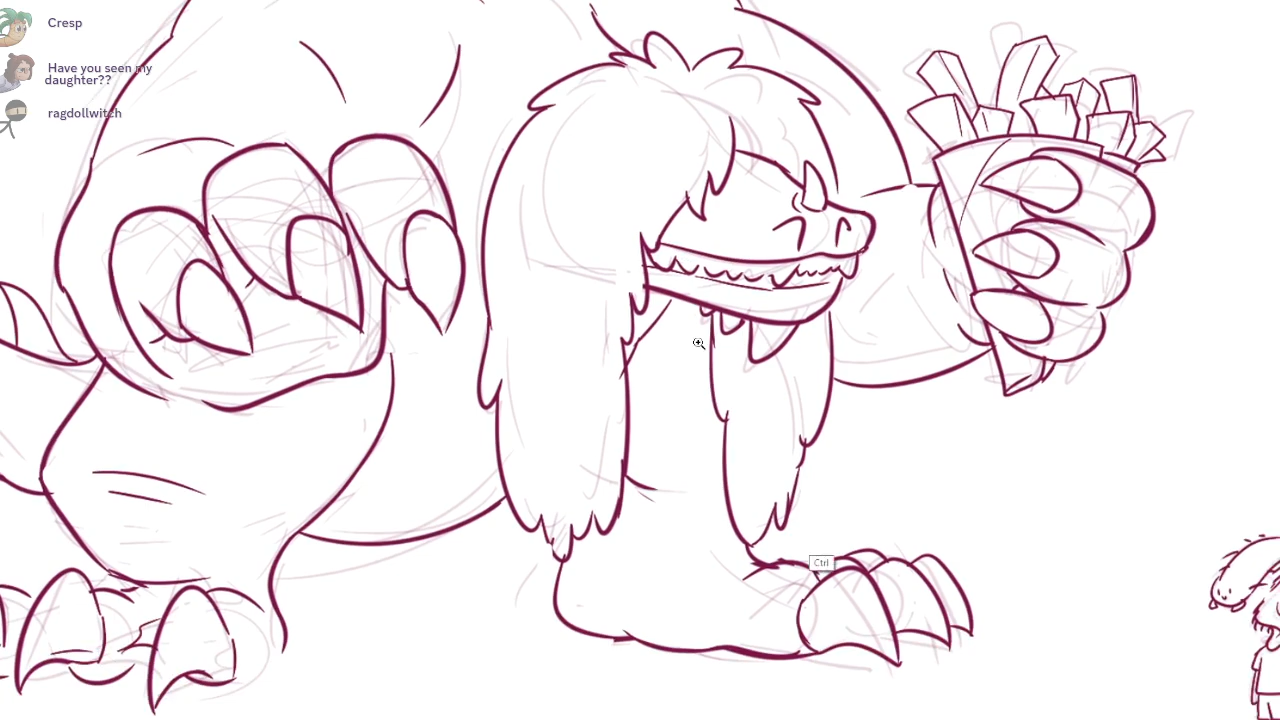 Cresp
Have you seen my
daughter??
ragdollwitch
Ctrl